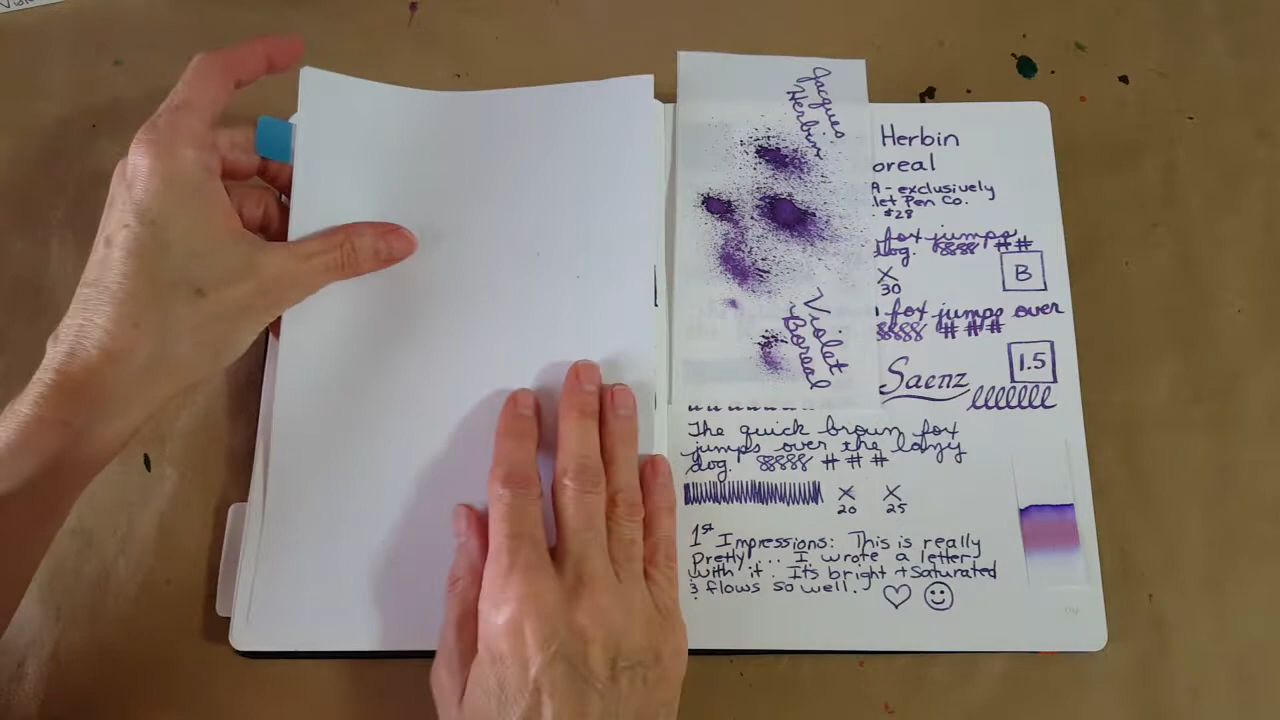 Jacques
Herbin
Violet
Boreal
Herbin
oreal
A - exclusively
let Pen Co.
$28
fox jumps
dog. 8888 ##
X
30
B
fox jumps over
8888 # # #
1.5
Saenz
The quick brown fox
jumps over the lazy
dog. 88888 # # #
X X
20 25
1st Impressions: This is really
Pretty... I wrote a letter
with it. It's bright + Saturated
& flows so well. ♡ ☺